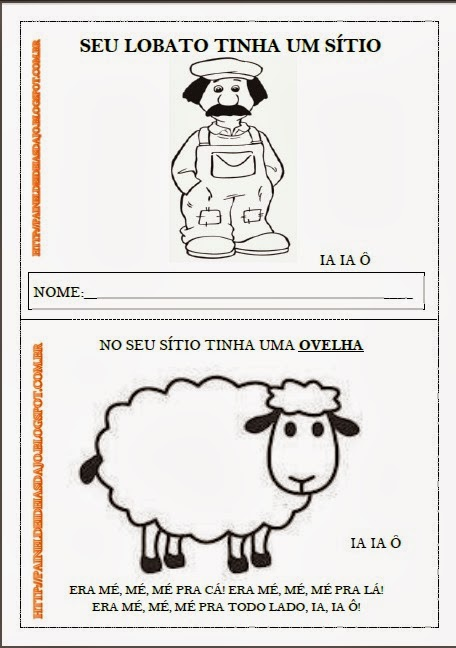 SEU LOBATO TINHA UM SÍTIO
HTTP://PAINELDEIDEIASDAJO.BLOGSPOT.COM.BR
IA IA Ô
NOME:
NO SEU SÍTIO TINHA UMA OVELHA
HTTP://PAINELDEIDEIASDAJO.BLOGSPOT.COM.BR
IA IA Ô
ERA MÉ, MÉ, MÉ PRA CÁ! ERA MÉ, MÉ, MÉ PRA LÁ!
ERA MÉ, MÉ, MÉ PRA TODO LADO, IA, IA Ô!